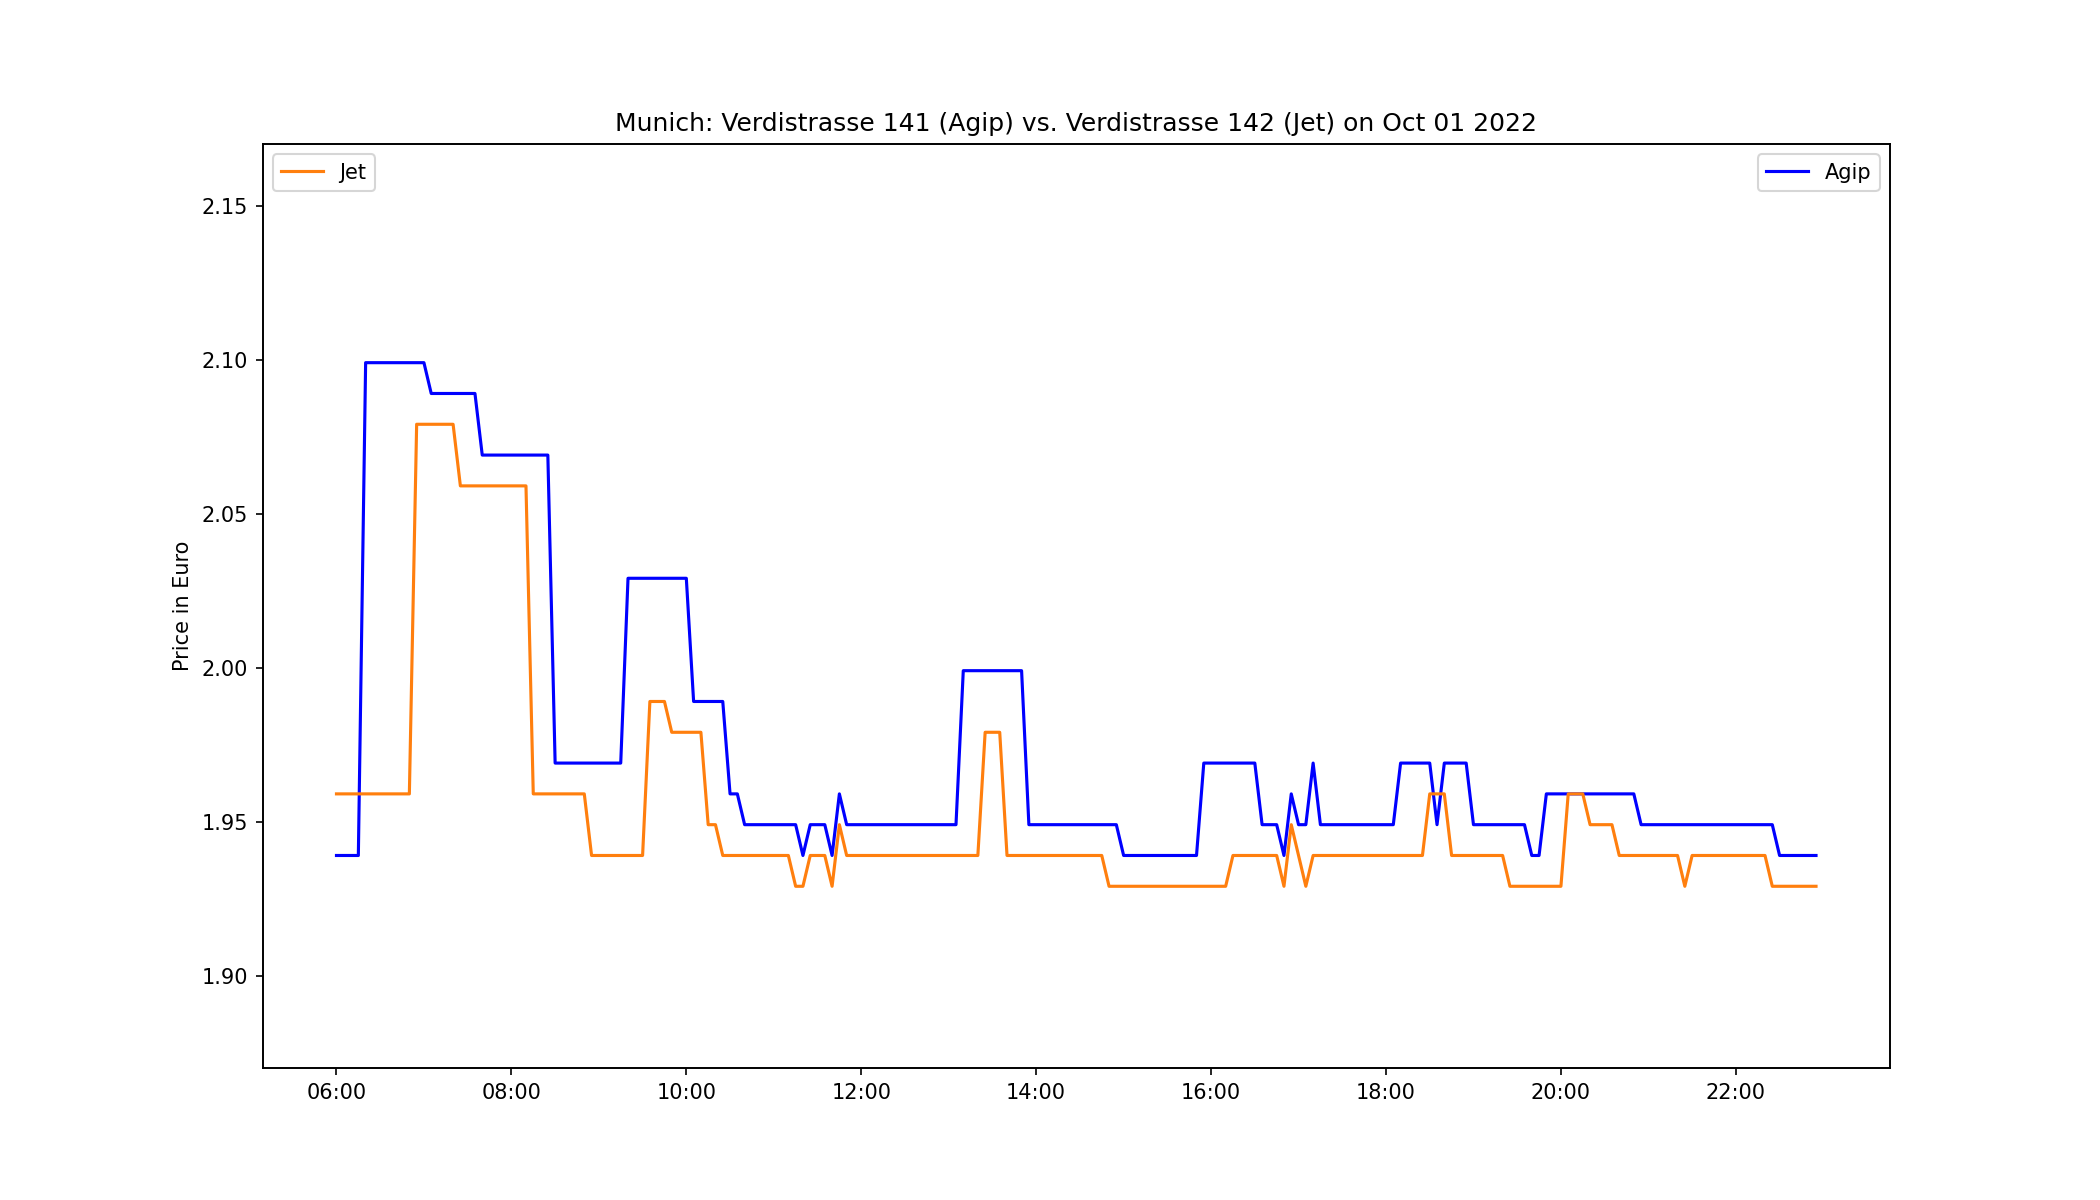 Munich: Verdistrasse 141 (Agip) vs. Verdistrasse 142 (Jet) on Oct 01 2022
Jet
Agip
Price in Euro
2.15
2.10
2.05
2.00
1.95
1.90
06:00 08:00 10:00 12:00 14:00 16:00 18:00 20:00 22:00